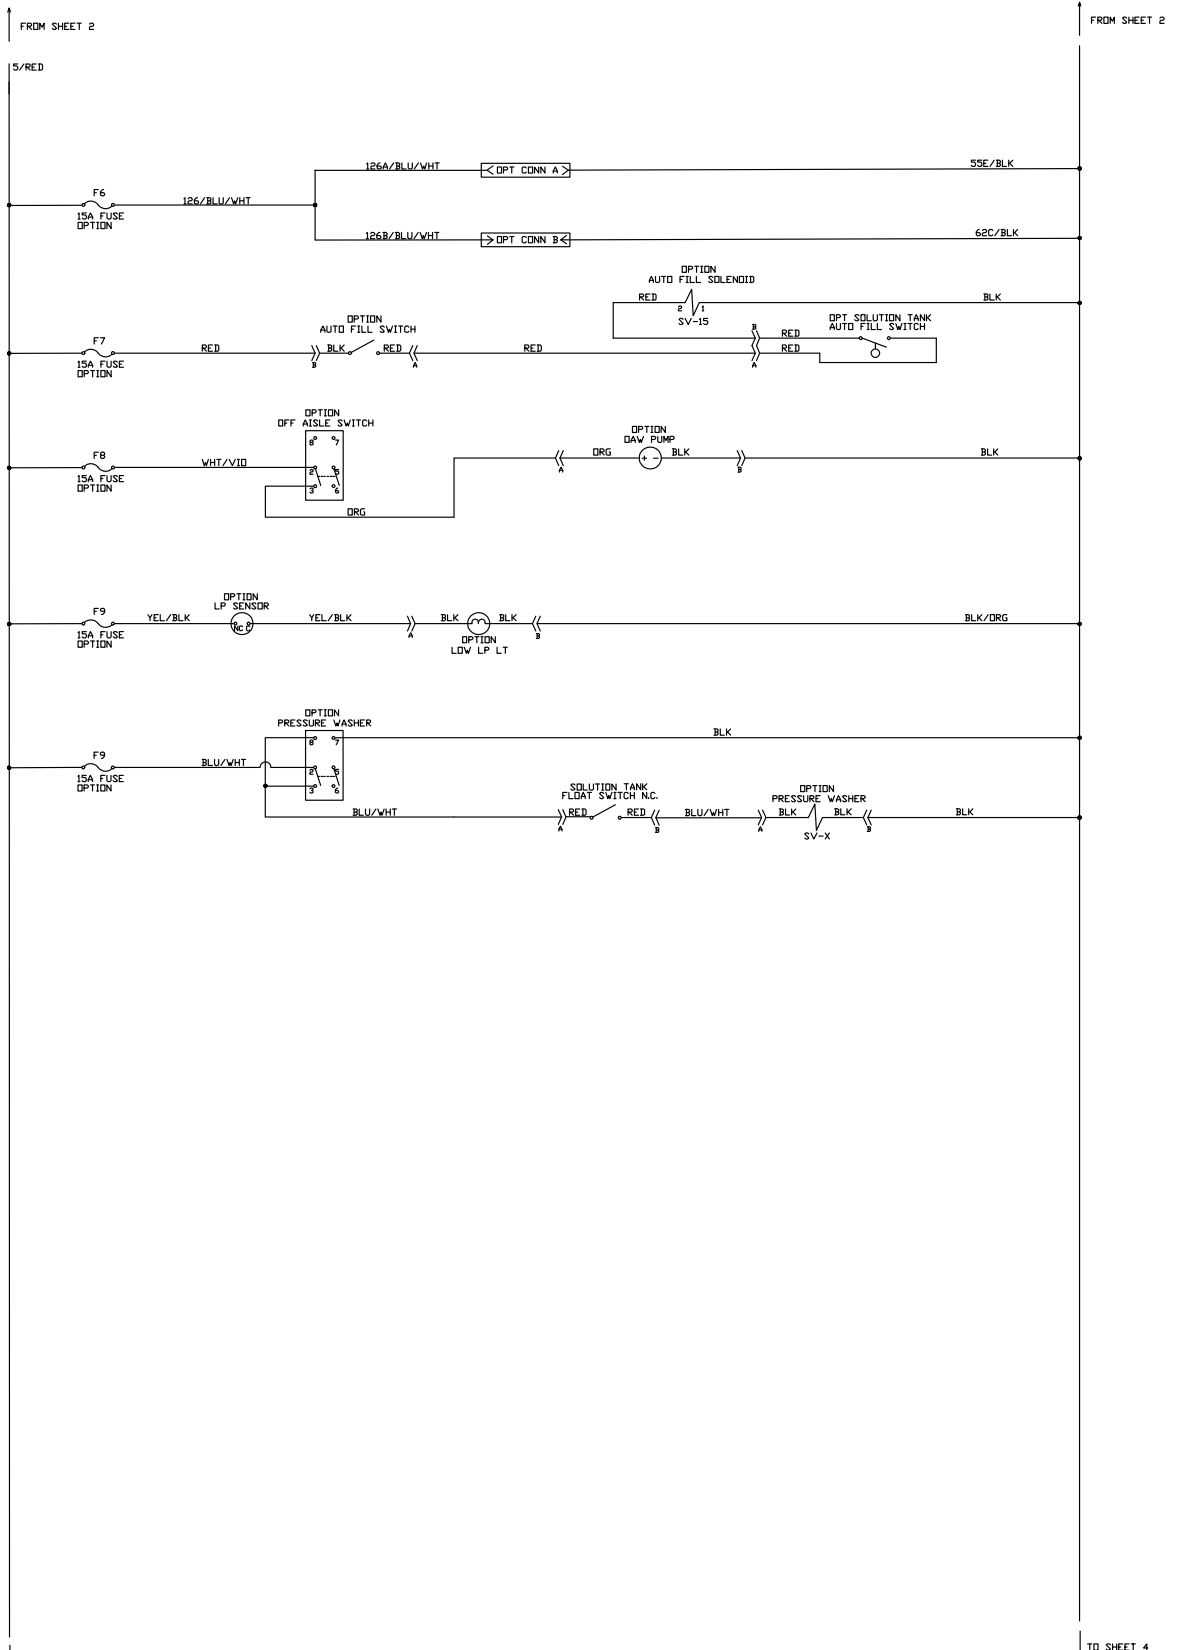 FROM SHEET 2
FROM SHEET 2
5/RED
126A/BLU/WHT
<OPT CONN A>
55E/BLK
F6
126/BLU/WHT
15A FUSE
OPTION
126B/BLU/WHT
>OPT CONN B<
62C/BLK
OPTION
AUTO FILL SOLENOID
RED
2
1
BLK
SV-15
OPTION
AUTO FILL SWITCH
OPT SOLUTION TANK
AUTO FILL SWITCH
B
RED
F7
15A FUSE
OPTION
RED
B
BLK
RED
A
RED
A
RED
OPTION
OFF AISLE SWITCH
8
7
2
5
3
6
F8
15A FUSE
OPTION
WHT/VIO
ORG
OPTION
OAW PUMP
A
ORG
+ -
BLK
B
BLK
F9
15A FUSE
OPTION
YEL/BLK
OPTION
LP SENSOR
NC C
YEL/BLK
A
BLK
BLK
B
BLK/ORG
OPTION
LOW LP LT
OPTION
PRESSURE WASHER
8
7
BLK
F9
15A FUSE
OPTION
BLU/WHT
2
5
3
6
BLU/WHT
SOLUTION TANK
FLOAT SWITCH N.C.
A
RED
RED
B
BLU/WHT
OPTION
PRESSURE WASHER
A
BLK
BLK
B
BLK
SV-X
TO SHEET 4